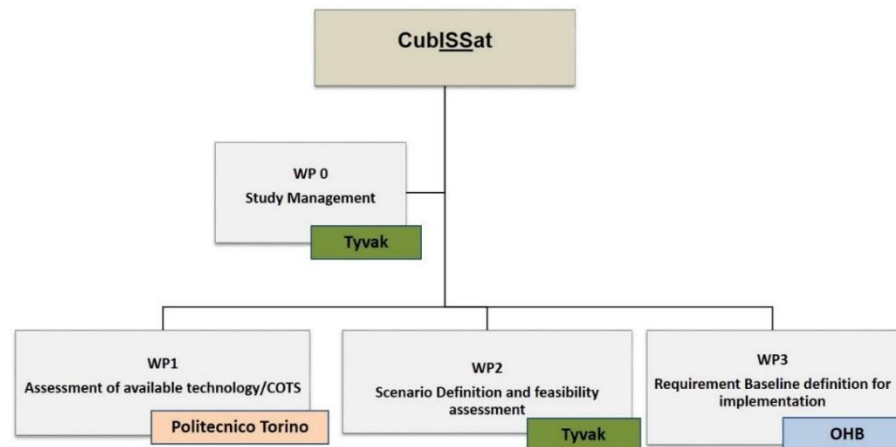 CubISSat
WP 0
Study Management
Tyvak
WP1
Assessment of available technology/COTS
Politecnico Torino
WP2
Scenario Definition and feasibility
assessment
Tyvak
WP3
Requirement Baseline definition for
implementation
OHB